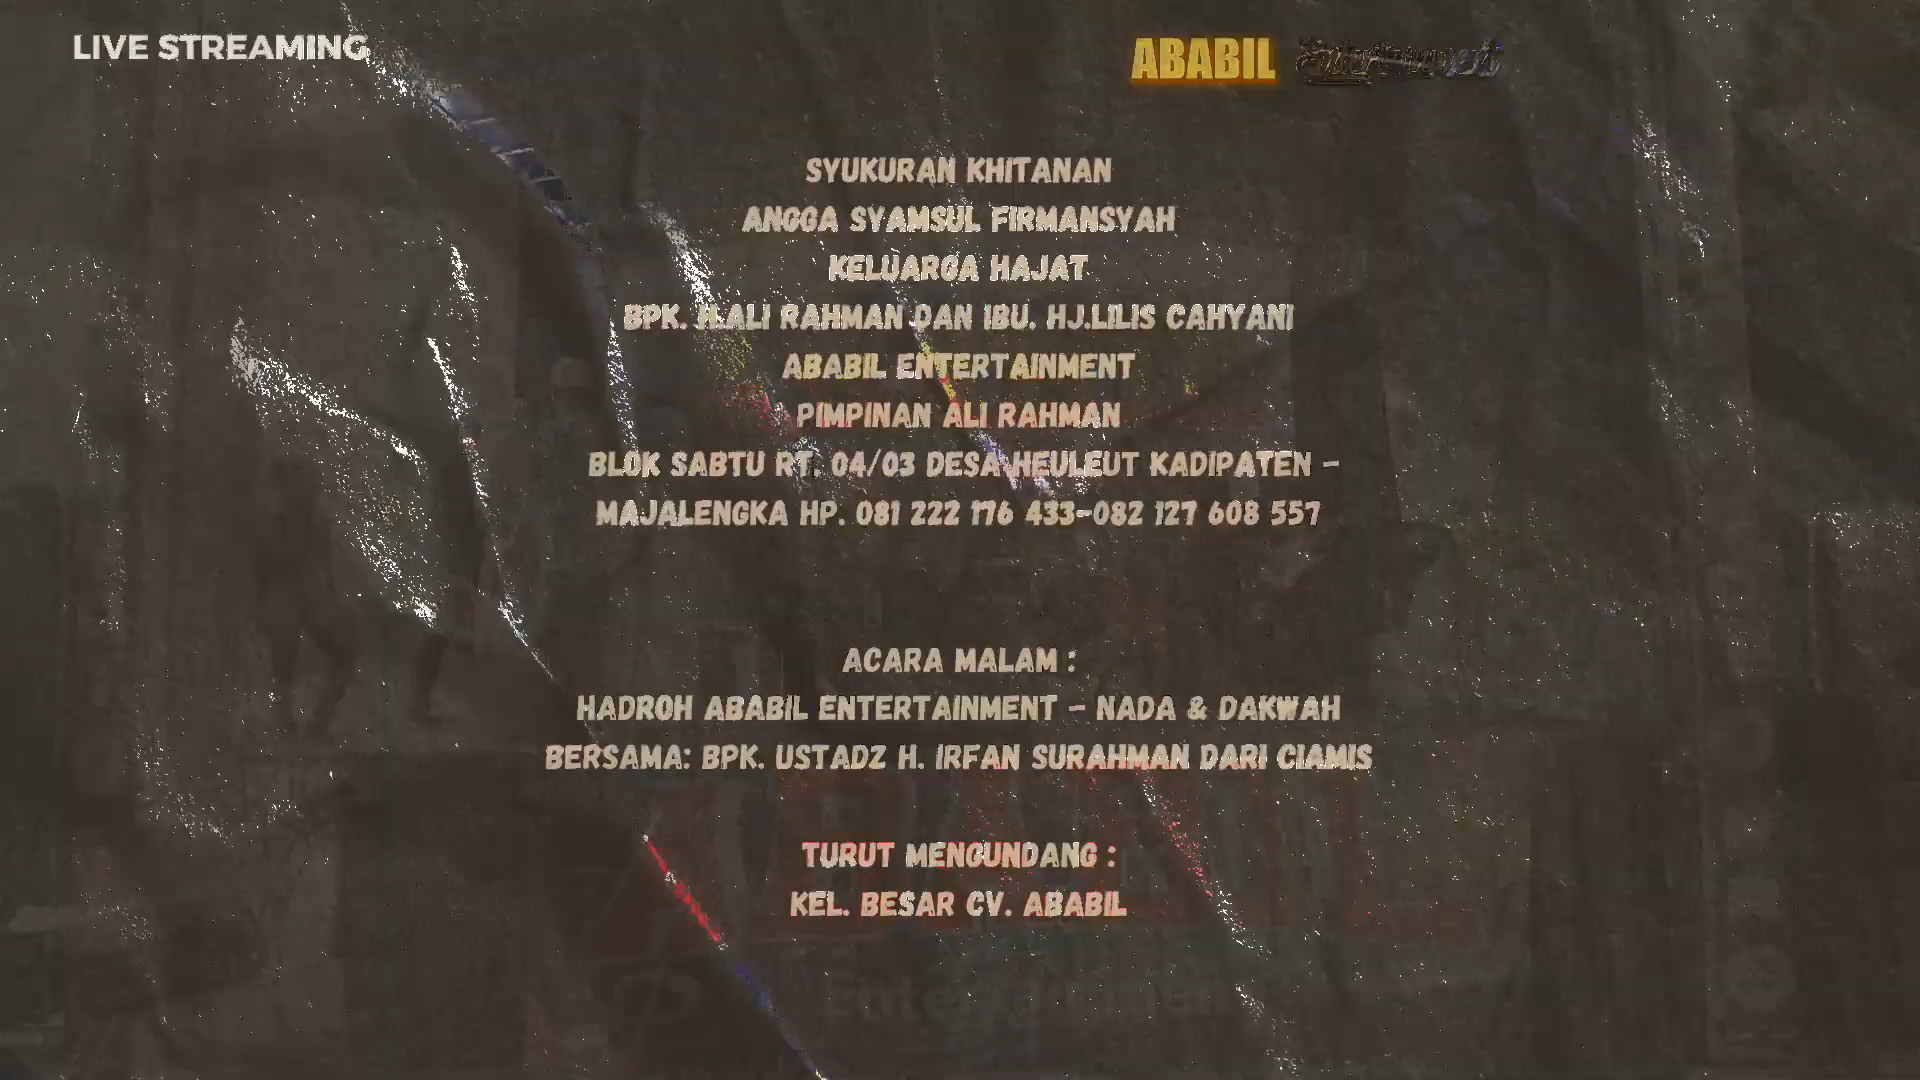 LIVE STREAMING
ABABIL Entertainment
SYUKURAN KHITANAN
ANGGA SYAMSUL FIRMANSYAH
KELUARGA HAJAT
BPK. H.ALI RAHMAN DAN IBU. HJ.LILIS CAHYANI
ABABIL ENTERTAINMENT
PIMPINAN ALI RAHMAN
BLOK SABTU RT. 04/03 DESA HEULEUT KADIPATEN -
MAJALENGKA HP. 081 222 176 433-082 127 608 557
ACARA MALAM :
HADROH ABABIL ENTERTAINMENT - NADA & DAKWAH
BERSAMA: BPK. USTADZ H. IRFAN SURAHMAN DARI CIAMIS
TURUT MENGUNDANG :
KEL. BESAR CV. ABABIL
ABABIL
Entertainment